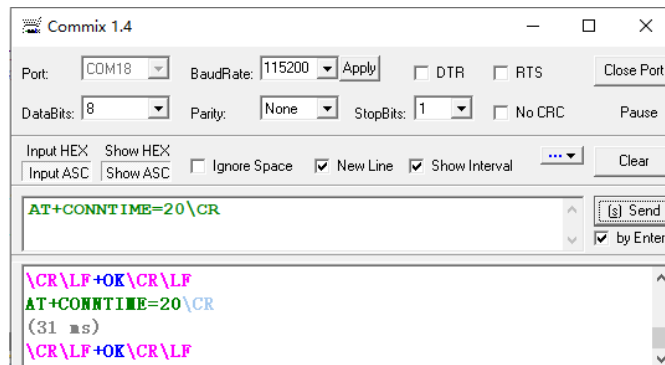 Commix 1.4
Port: COM18 BaudRate: 115200 Apply DTR RTS Close Port
DataBits: 8 Parity: None StopBits: 1 No CRC Pause
Input HEX Show HEX
Input ASC Show ASC Ignore Space New Line Show Interval ... Clear
AT+CONNTIME=20\CR
(s) Send
by Enter
\CR\LF+OK\CR\LF
AT+CONNTIME=20\CR
(31 ms)
\CR\LF+OK\CR\LF